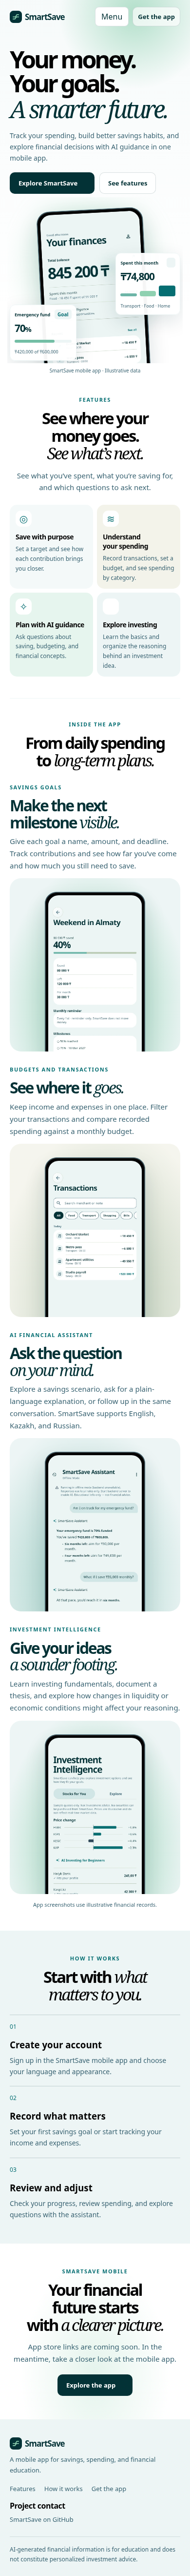 SmartSave
Menu
Get the app
Your money.
Your goals.
A smarter future.
Track your spending, build better savings habits, and
explore financial decisions with AI guidance in one
mobile app.
Explore SmartSave
See features
Your finances
Total balance
845 200 ₸
Spent this month
₸74,800
Transport · Food · Home
Emergency fund
Goal
70%
₸420,000 of ₸600,000
SmartSave mobile app · Illustrative data
FEATURES
See where your
money goes.
See what's next.
See what you've spent, what you're saving for,
and which questions to ask next.
Save with purpose
Set a target and see how
each contribution brings
you closer.
Understand
your spending
Record transactions, set a
budget, and see spending
by category.
Plan with AI guidance
Ask questions about
saving, budgeting, and
financial concepts.
Explore investing
Learn the basics and
organize the reasoning
behind an investment
idea.
INSIDE THE APP
From daily spending
to long-term plans.
SAVINGS GOALS
Make the next
milestone visible.
Give each goal a name, amount, and deadline.
Track contributions and see how far you've come
and how much you still need to save.
Weekend in Almaty
40%
Monthly reminder
Milestones
BUDGETS AND TRANSACTIONS
See where it goes.
Keep income and expenses in one place. Filter
your transactions and compare recorded
spending against a monthly budget.
Transactions
AI FINANCIAL ASSISTANT
Ask the question
on your mind.
Explore a savings scenario, ask for a plain-
language explanation, or follow up in the same
conversation. SmartSave supports English,
Kazakh, and Russian.
SmartSave Assistant
INVESTMENT INTELLIGENCE
Give your ideas
a sounder footing.
Learn investing fundamentals, document a
thesis, and explore how changes in liquidity or
economic conditions might affect your reasoning.
Investment
Intelligence
Stocks for You
Explore
Price change
AI Investing for Beginners
App screenshots use illustrative financial records.
HOW IT WORKS
Start with what
matters to you.
01
Create your account
Sign up in the SmartSave mobile app and choose
your language and appearance.
02
Record what matters
Set your first savings goal or start tracking your
income and expenses.
03
Review and adjust
Check your progress, review spending, and explore
questions with the assistant.
SMARTSAVE MOBILE
Your financial
future starts
with a clearer picture.
App store links are coming soon. In the
meantime, take a closer look at the mobile app.
Explore the app
SmartSave
A mobile app for savings, spending, and financial
education.
Features
How it works
Get the app
Project contact
SmartSave on GitHub
AI-generated financial information is for education and does
not constitute personalized investment advice.